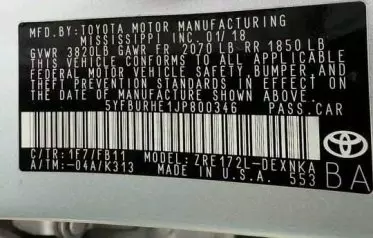 MFD.BY: TOYOTA MOTOR MANUFACTURING
MISSISSIPPI INC. 01/18
GVWR 3820LB GAWR FR 2070 LB RR 1850 LB
THIS VEHICLE CONFORMS TO ALL APPLICABLE
FEDERAL MOTOR VEHICLE SAFETY,BUMPER,AND
THEFT PREVENTION STANDARDS IN EFFECT ON
THE DATE OF MANUFACTURE SHOWN ABOVE.
5YFBURHE1JP800346 PASS.CAR
C/TR: 1F7/FB11 MODEL: ZRE172L-DEXNKA
A/TM:-04A/K313 MADE IN U.S.A. 553
TOYOTA
BA